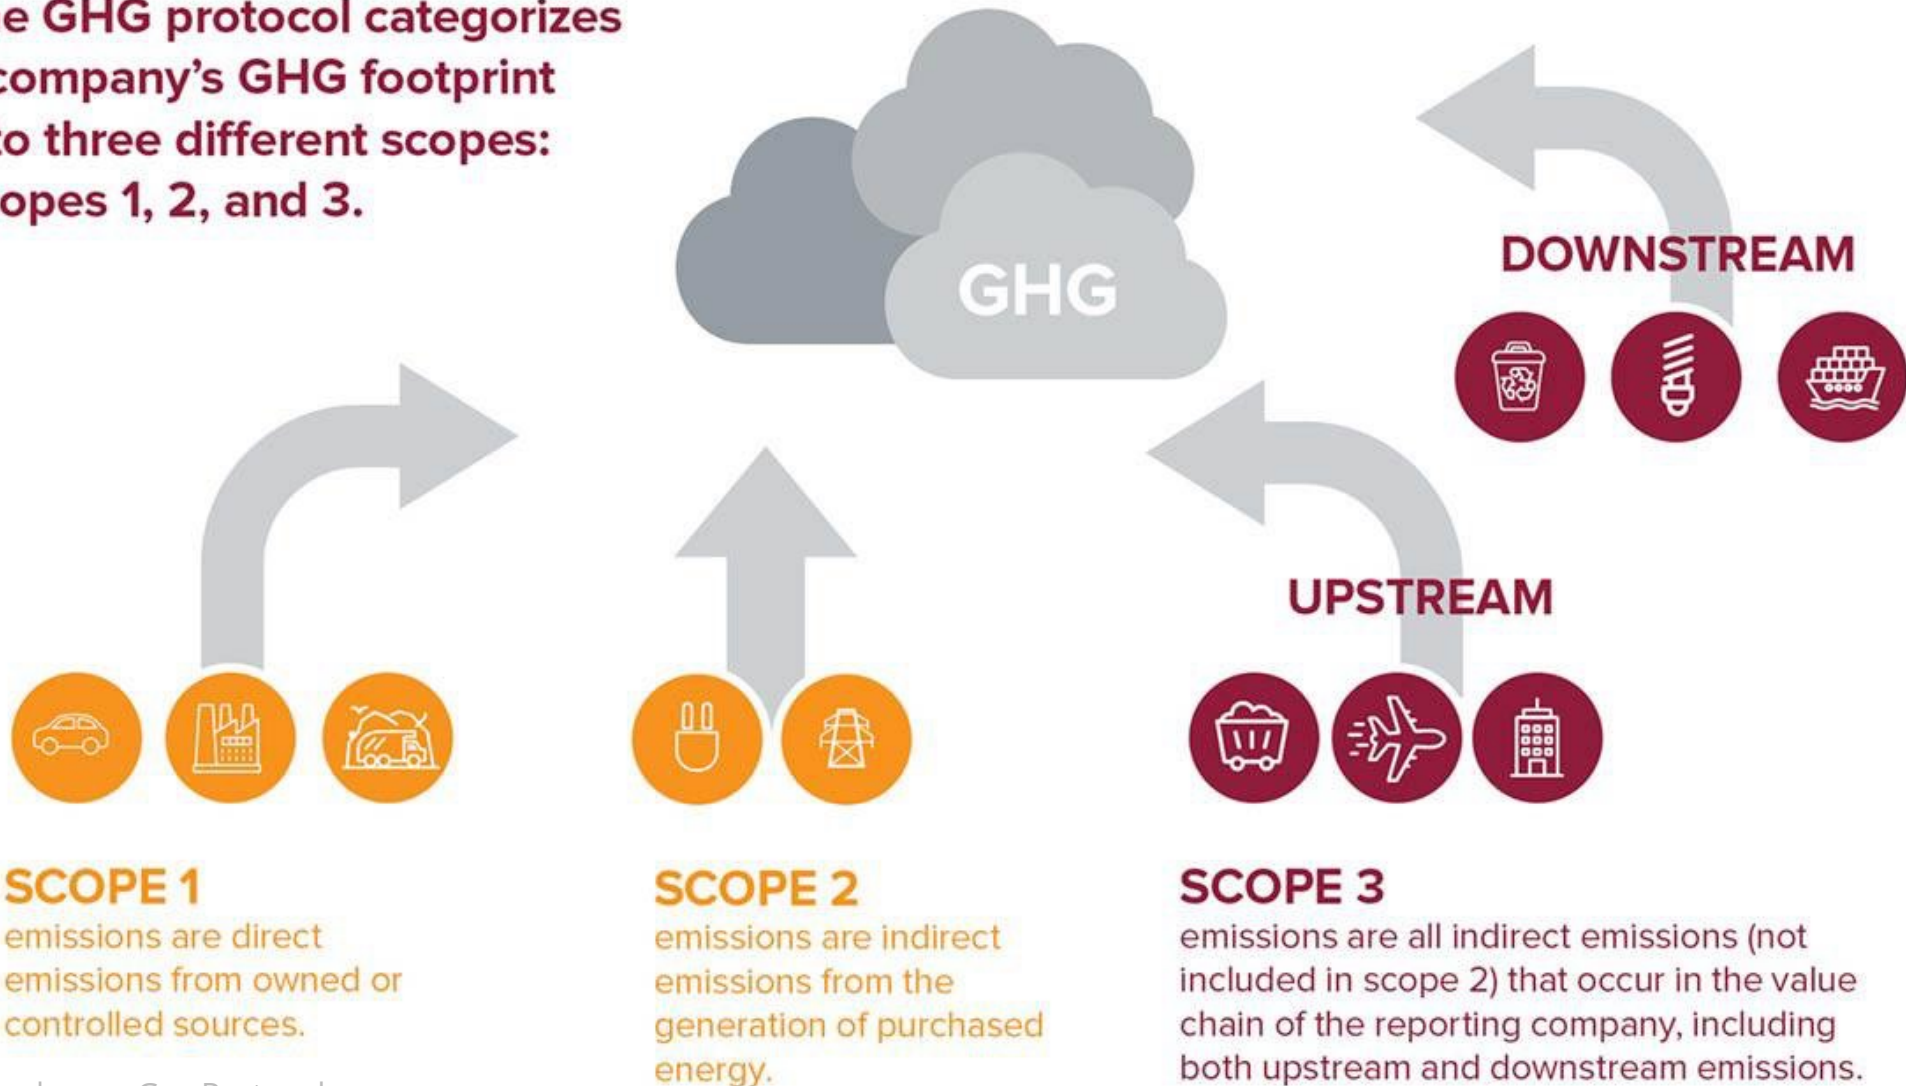 e GHG protocol categorizes
company's GHG footprint
to three different scopes:
opes 1, 2, and 3.
GHG
DOWNSTREAM
UPSTREAM
SCOPE 1
emissions are direct
emissions from owned or
controlled sources.
SCOPE 2
emissions are indirect
emissions from the
generation of purchased
energy.
SCOPE 3
emissions are all indirect emissions (not
included in scope 2) that occur in the value
chain of the reporting company, including
both upstream and downstream emissions.